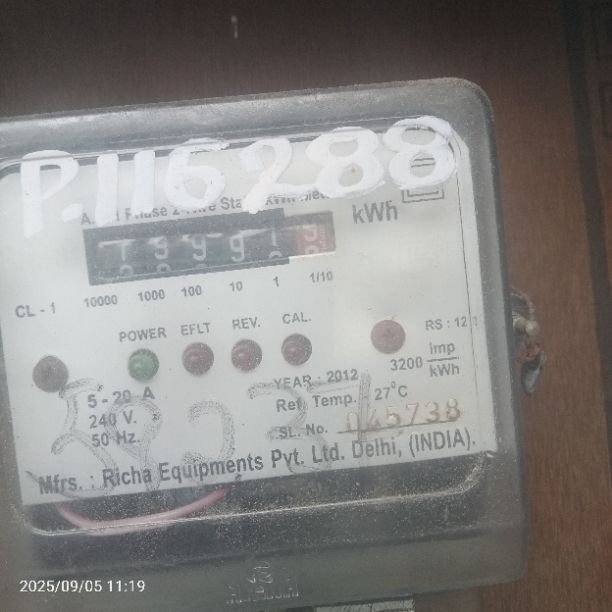 P.116288
kWh
CL - 1
10000 1000 100 10 1 1/10
POWER EFLT REV. CAL.
RS : 12
3200 imp/kWh
5 - 20 A
240 V.
50 Hz.
YEAR : 2012
Ref. Temp. 27°C
SL. No. 045738
Mfrs. : Richa Equipments Pvt. Ltd. Delhi, (INDIA).
2025/09/05 11:19